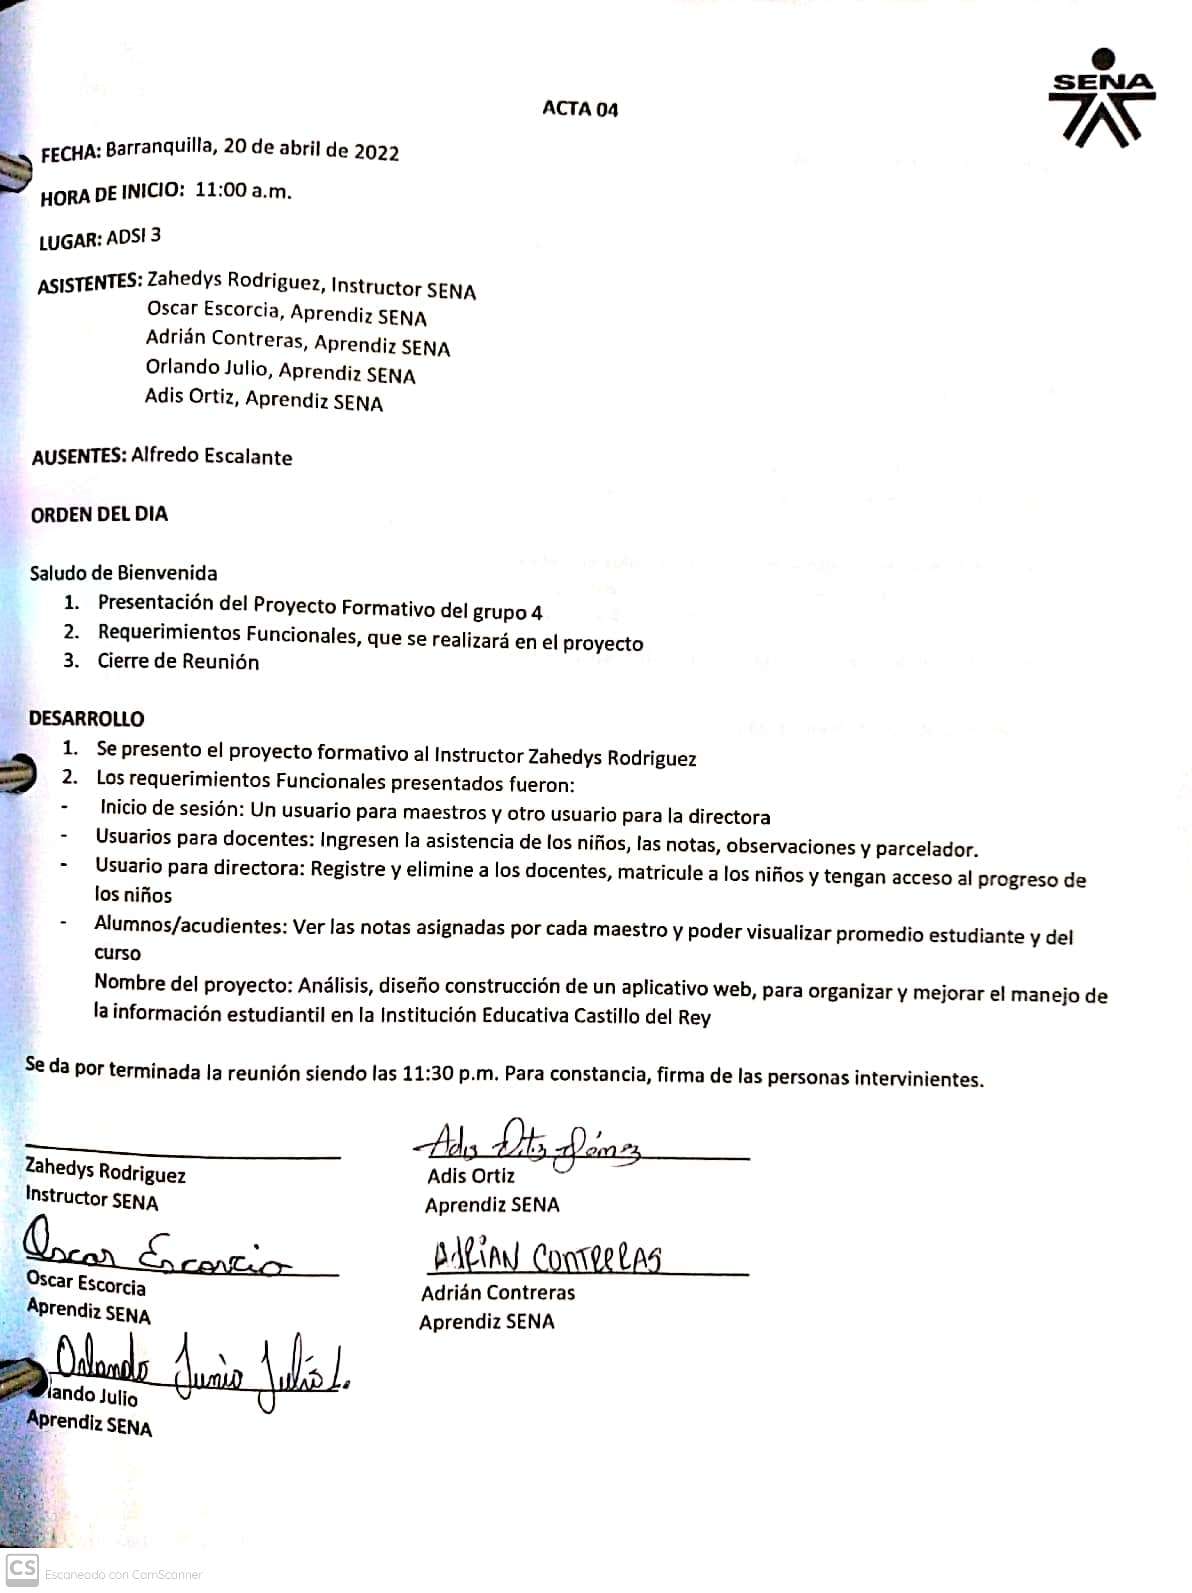 SENA
ACTA 04
FECHA: Barranquilla, 20 de abril de 2022
HORA DE INICIO: 11:00 a.m.
LUGAR: ADSI 3
ASISTENTES: Zahedys Rodriguez, Instructor SENA
Oscar Escorcia, Aprendiz SENA
Adrián Contreras, Aprendiz SENA
Orlando Julio, Aprendiz SENA
Adis Ortiz, Aprendiz SENA
AUSENTES: Alfredo Escalante
ORDEN DEL DIA
Saludo de Bienvenida
1. Presentación del Proyecto Formativo del grupo 4
2. Requerimientos Funcionales, que se realizará en el proyecto
3. Cierre de Reunión
DESARROLLO
1. Se presento el proyecto formativo al Instructor Zahedys Rodriguez
2. Los requerimientos Funcionales presentados fueron:
- Inicio de sesión: Un usuario para maestros y otro usuario para la directora
- Usuarios para docentes: Ingresen la asistencia de los niños, las notas, observaciones y parcelador.
- Usuario para directora: Registre y elimine a los docentes, matricule a los niños y tengan acceso al progreso de
los niños
- Alumnos/acudientes: Ver las notas asignadas por cada maestro y poder visualizar promedio estudiante y del
curso
Nombre del proyecto: Análisis, diseño construcción de un aplicativo web, para organizar y mejorar el manejo de
la información estudiantil en la Institución Educativa Castillo del Rey
Se da por terminada la reunión siendo las 11:30 p.m. Para constancia, firma de las personas intervinientes.
Adis Ortiz Gómez
Zahedys Rodriguez
Adis Ortiz
Instructor SENA
Aprendiz SENA
Oscar Escorcia
ADRIAN CONTRERAS
Oscar Escorcia
Adrián Contreras
Aprendiz SENA
Aprendiz SENA
Orlando Junio Julio L.
lando Julio
Aprendiz SENA
CS Escaneado con CamScanner